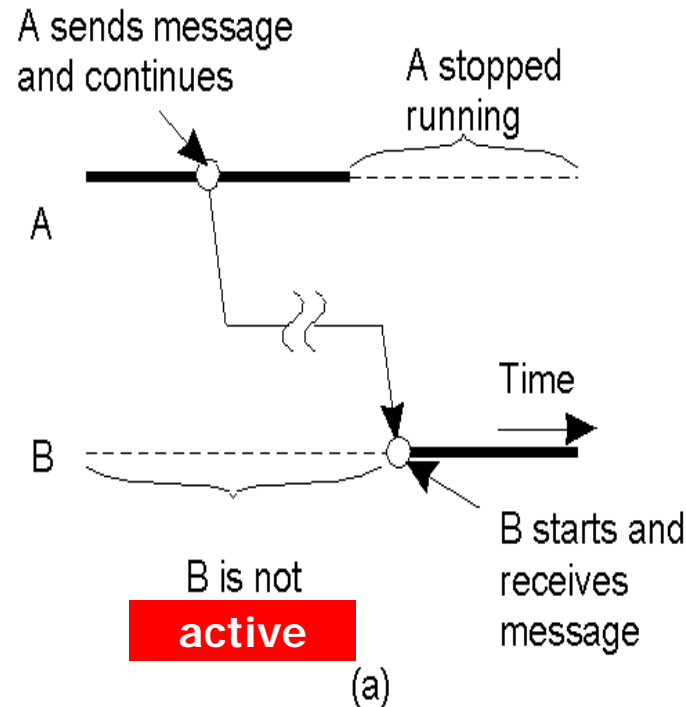 A sends message
and continues
A stopped
running
A
Time
B
B starts and
receives
message
B is not
active
(a)